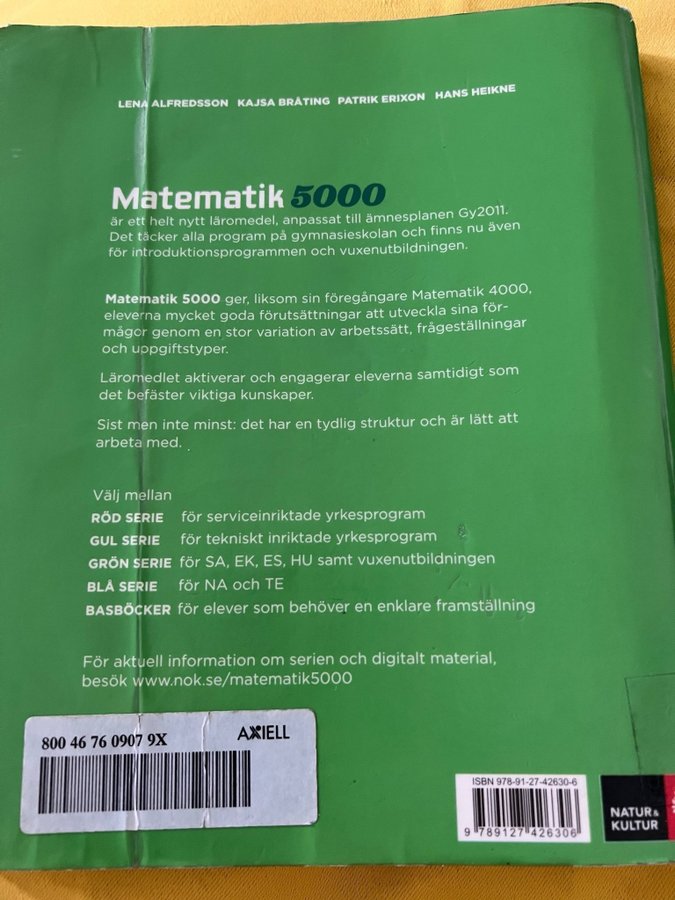 LENA ALFREDSSON KAJSA BRÅTING PATRIK ERIXON HANS HEIKNE
Matematik 5000
är ett helt nytt läromedel, anpassat till ämnesplanen Gy2011.
Det täcker alla program på gymnasieskolan och finns nu även
för introduktionsprogrammen och vuxenutbildningen.
Matematik 5000 ger, liksom sin föregångare Matematik 4000,
eleverna mycket goda förutsättningar att utveckla sina för-
mågor genom en stor variation av arbetssätt, frågeställningar
och uppgiftstyper.
Läromedlet aktiverar och engagerar eleverna samtidigt som
det befäster viktiga kunskaper.
Sist men inte minst: det har en tydlig struktur och är lätt att
arbeta med.
Välj mellan
RÖD SERIE för serviceinriktade yrkesprogram
GUL SERIE för tekniskt inriktade yrkesprogram
GRÖN SERIE för SA, EK, ES, HU samt vuxenutbildningen
BLÅ SERIE för NA och TE
BASBÖCKER för elever som behöver en enklare framställning
För aktuell information om serien och digitalt material,
besök www.nok.se/matematik5000
800 46 76 0907 9X AXIELL
ISBN 978-91-27-42630-6
9 789127 426306
NATUR &
KULTUR